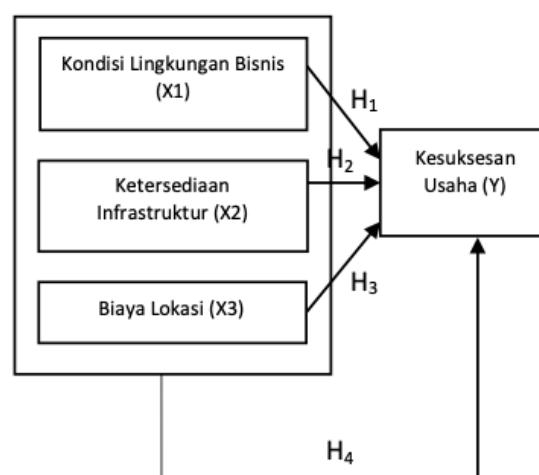 Kondisi Lingkungan Bisnis
(X1)
H₁
Kesuksesan
Usaha (Y)
H₂
Ketersediaan
Infrastruktur (X2)
H₃
Biaya Lokasi (X3)
H₄